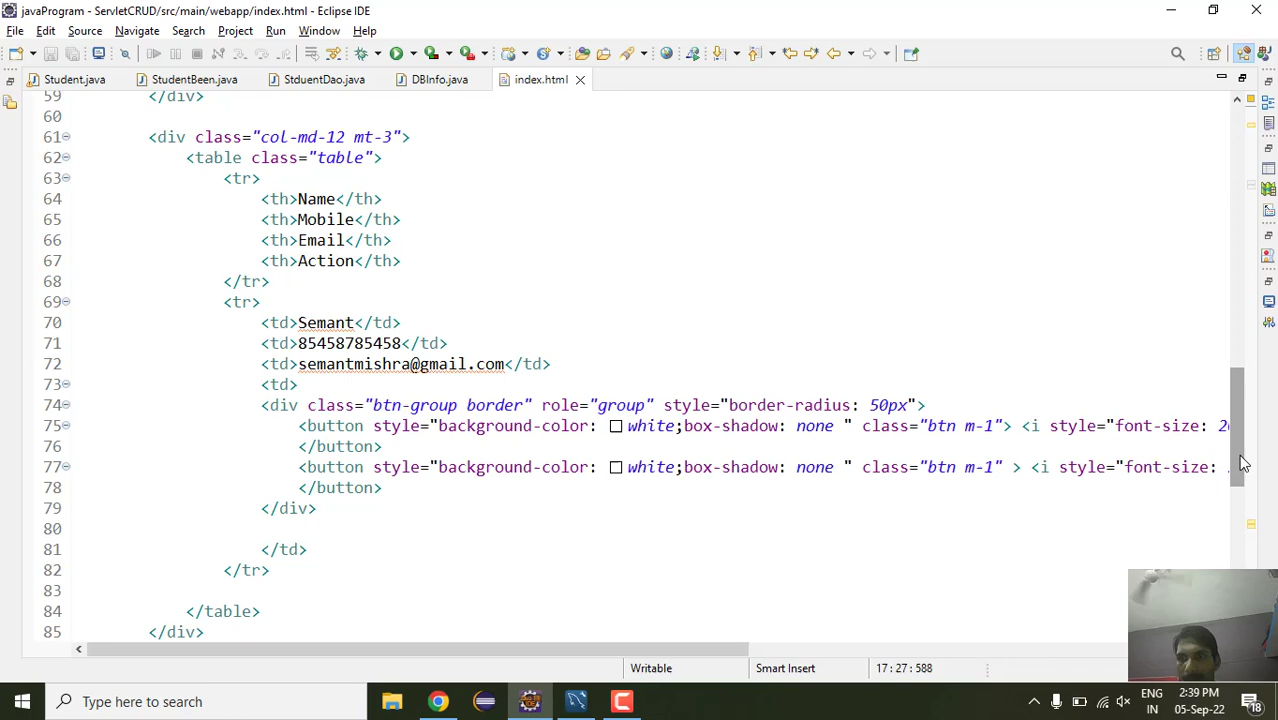 javaProgram - ServletCRUD/src/main/webapp/index.html - Eclipse IDE
File Edit Source Navigate Search Project Run Window Help
Student.java StudentBeen.java StduentDao.java DBInfo.java index.html
59 </div>
60
61 <div class="col-md-12 mt-3">
62 <table class="table">
63 <tr>
64 <th>Name</th>
65 <th>Mobile</th>
66 <th>Email</th>
67 <th>Action</th>
68 </tr>
69 <tr>
70 <td>Semant</td>
71 <td>85458785458</td>
72 <td>semantmishra@gmail.com</td>
73 <td>
74 <div class="btn-group border" role="group" style="border-radius: 50px">
75 <button style="background-color: white;box-shadow: none " class="btn m-1"> <i style="font-size:
76 </button>
77 <button style="background-color: white;box-shadow: none " class="btn m-1" > <i style="font-size:
78 </button>
79 </div>
80
81 </td>
82 </tr>
83
84 </table>
85 </div>
Writable Smart Insert 17 : 27 : 588
Type here to search
ENG
IN
2:39 PM
05-Sep-22
18